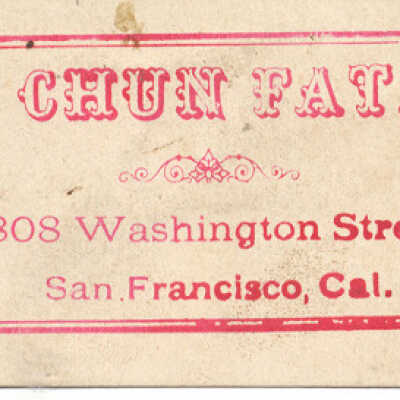 CHUN FAT.
808 Washington Stre
San Francisco, Cal.